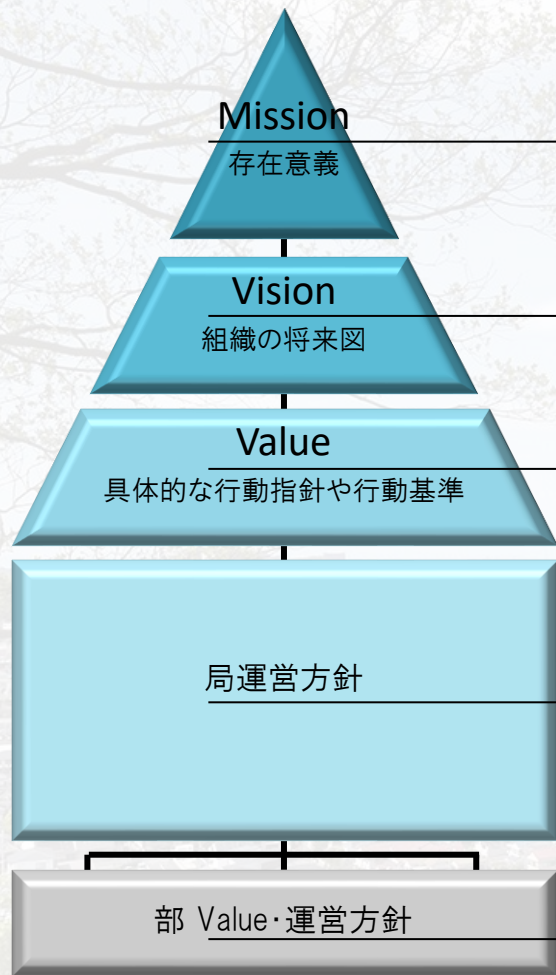 Mission
存在意義
Vision
組織の将来図
Value
具体的な行動指針や行動基準
局運営方針
部 Value・運営方針